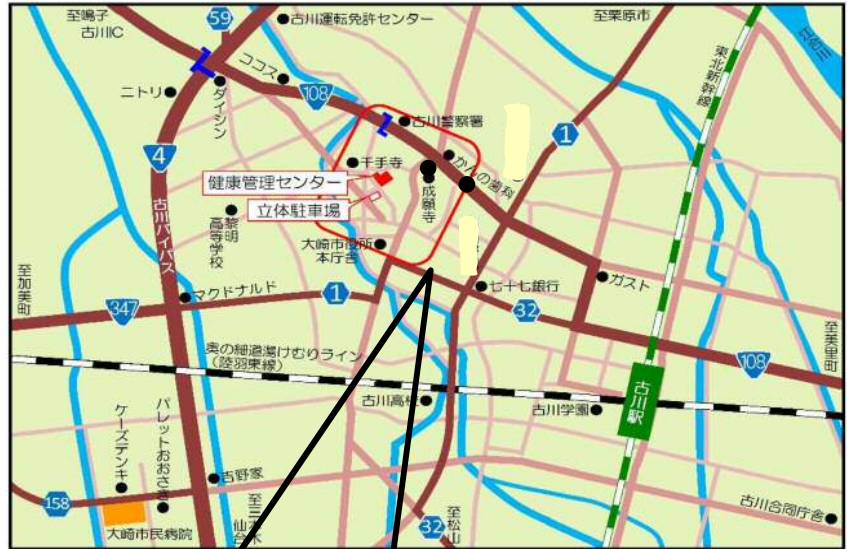 至鳴子
古川IC
59
古川運転免許センター
至栗原市
東北新幹線
ニトリ
ダイシン
ココス
108
古川警察署
1
4
古川バイパス
千手寺
かんの歯科
健康管理センター
成願寺
立体駐車場
黎明
高等学校
大崎市役所
本庁舎
至加美町
マクドナルド
1
七十七銀行
ガスト
32
347
奥の細道湯けむりライン
(陸羽東線)
108
至美里町
古川駅
古川高校
古川学園
ケーズデンキ
パレットおおさき
吉野家
158
大崎市民病院
仙台
32
至松山
古川合同庁舎